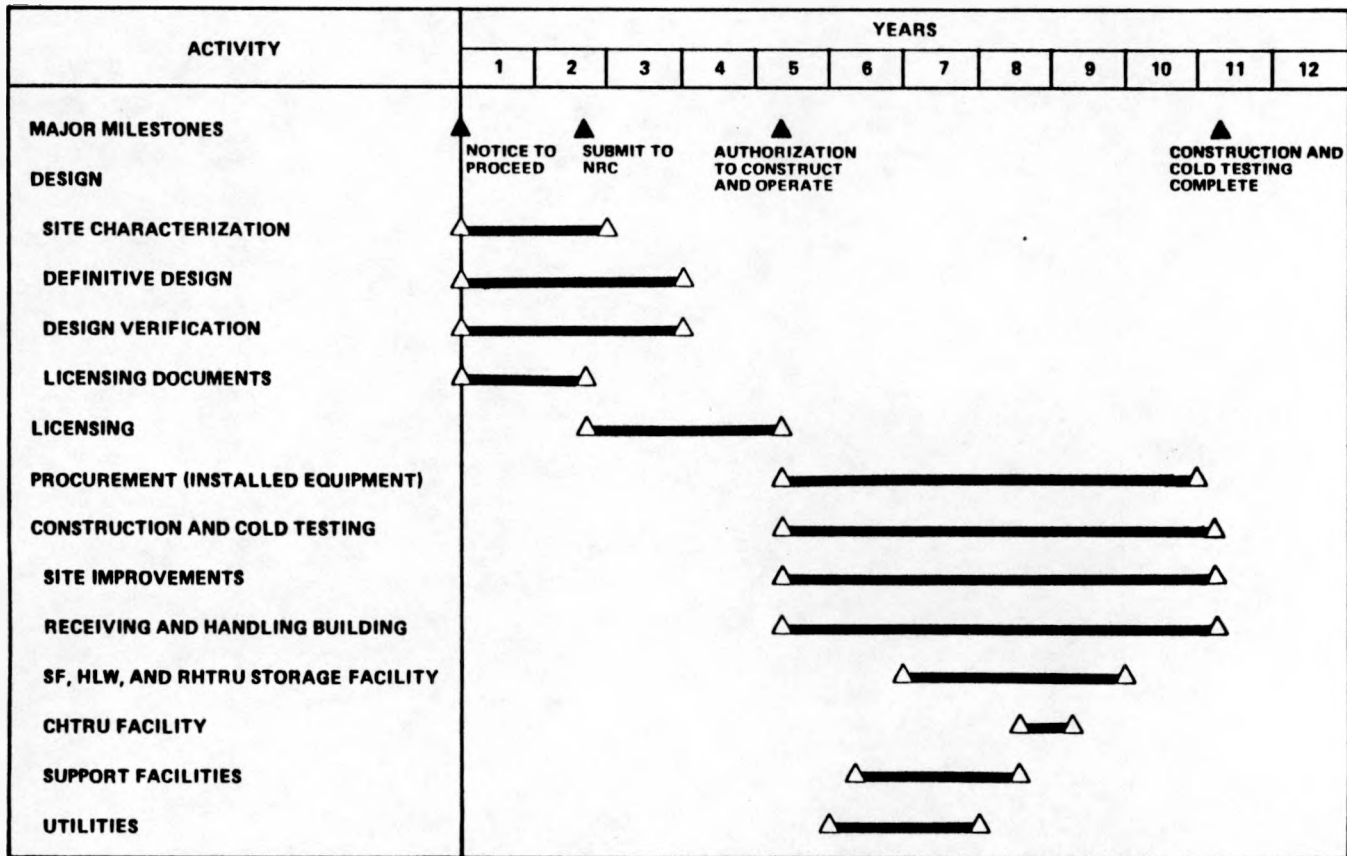 ACTIVITY
YEARS
1 2 3 4 5 6 7 8 9 10 11 12
MAJOR MILESTONES
NOTICE TO
PROCEED
SUBMIT TO
NRC
AUTHORIZATION
TO CONSTRUCT
AND OPERATE
CONSTRUCTION AND
COLD TESTING
COMPLETE
DESIGN
SITE CHARACTERIZATION
DEFINITIVE DESIGN
DESIGN VERIFICATION
LICENSING DOCUMENTS
LICENSING
PROCUREMENT (INSTALLED EQUIPMENT)
CONSTRUCTION AND COLD TESTING
SITE IMPROVEMENTS
RECEIVING AND HANDLING BUILDING
SF, HLW, AND RHTRU STORAGE FACILITY
CHTRU FACILITY
SUPPORT FACILITIES
UTILITIES